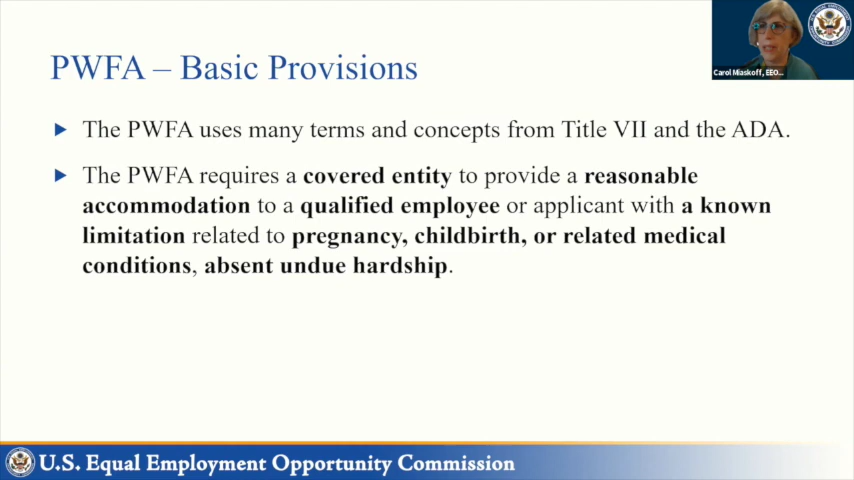 Carol Miaskoff, EEO...
PWFA – Basic Provisions
The PWFA uses many terms and concepts from Title VII and the ADA.
The PWFA requires a covered entity to provide a reasonable
accommodation to a qualified employee or applicant with a known
limitation related to pregnancy, childbirth, or related medical
conditions, absent undue hardship.
U.S. Equal Employment Opportunity Commission